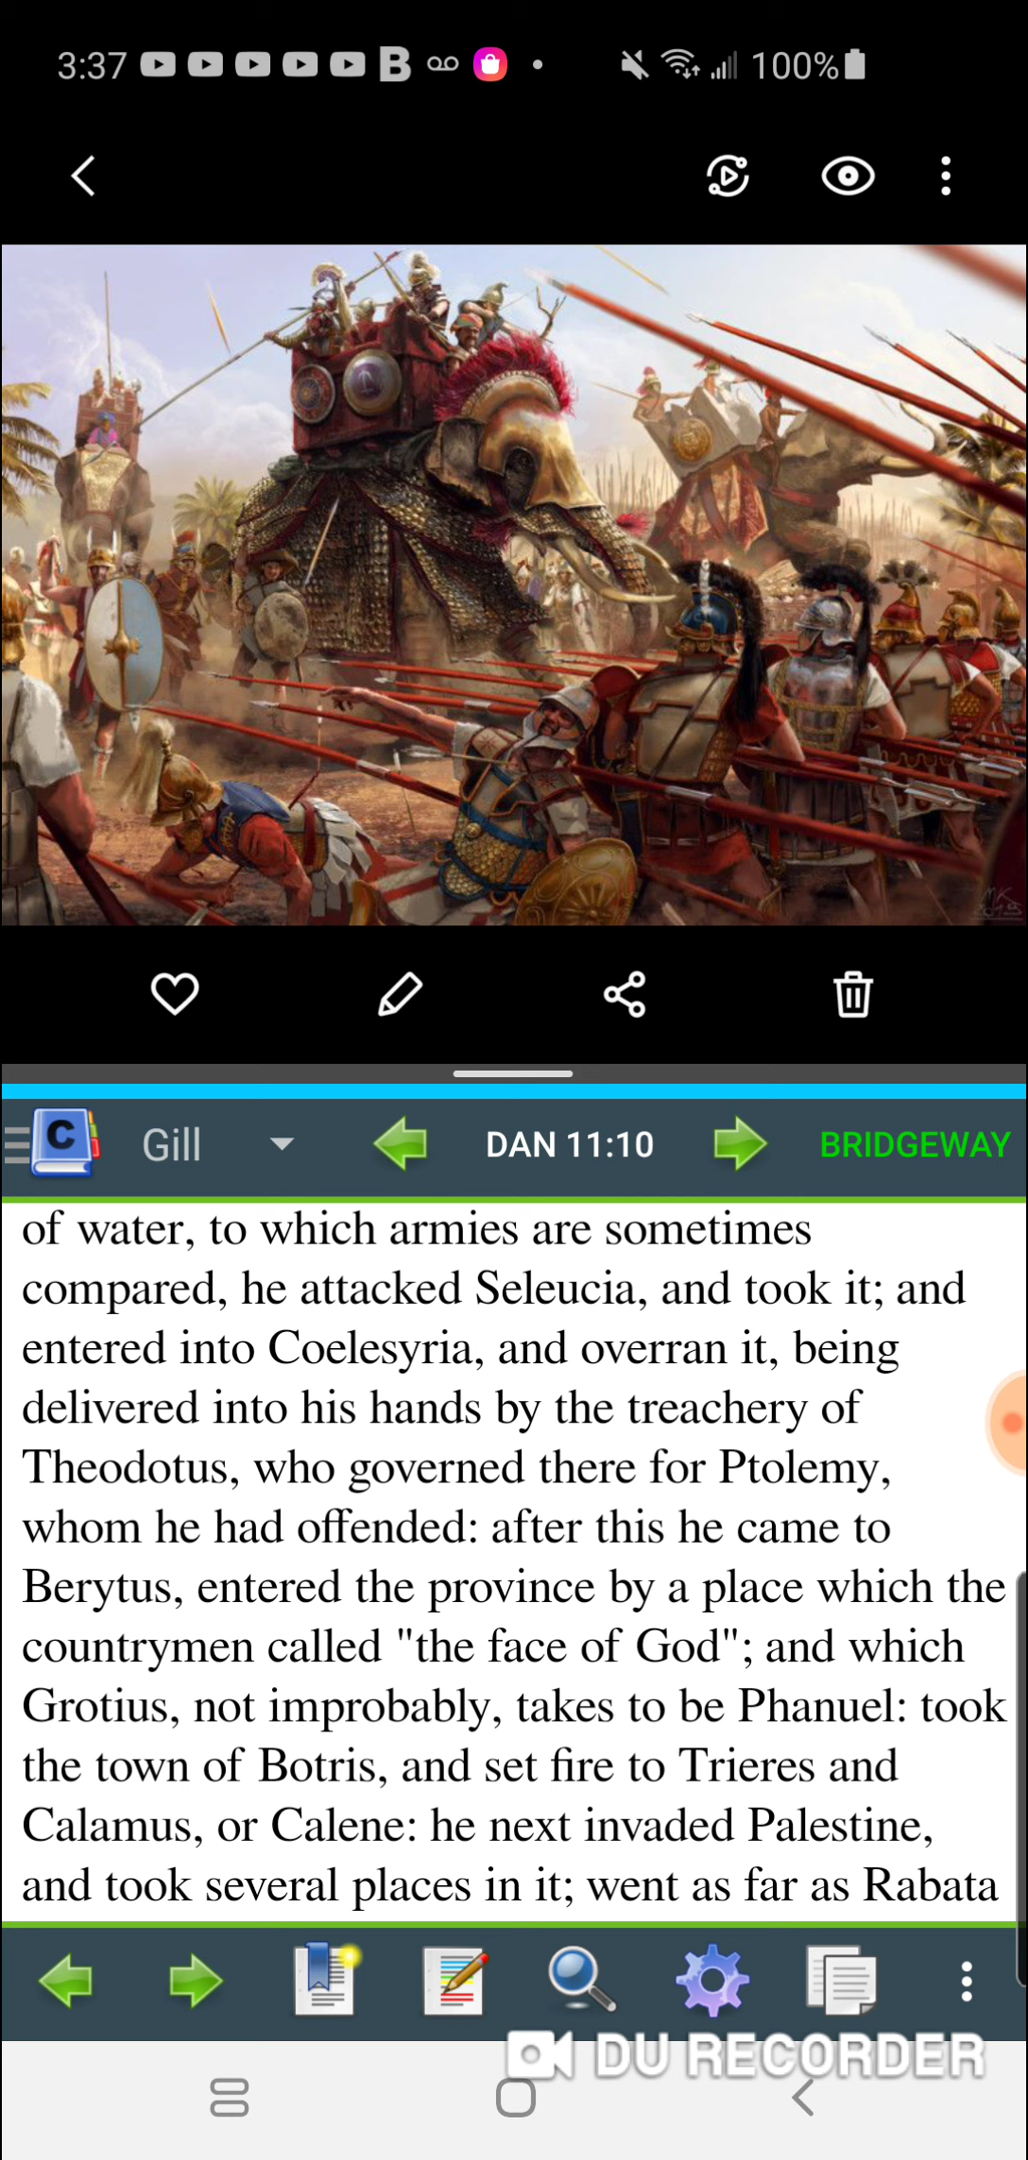 3:37
B
100%
C
Gill
DAN 11:10
BRIDGEWAY
of water, to which armies are sometimes
compared, he attacked Seleucia, and took it; and
entered into Coelesyria, and overran it, being
delivered into his hands by the treachery of
Theodotus, who governed there for Ptolemy,
whom he had offended: after this he came to
Berytus, entered the province by a place which the
countrymen called "the face of God"; and which
Grotius, not improbably, takes to be Phanuel: took
the town of Botris, and set fire to Trieres and
Calamus, or Calene: he next invaded Palestine,
and took several places in it; went as far as Rabata
DU RECORDER